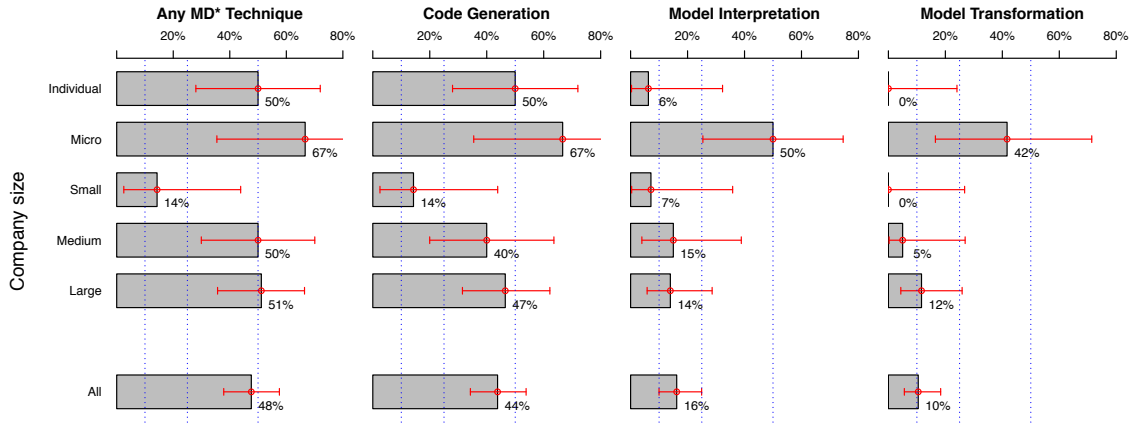 Any MD* Technique Code Generation Model Interpretation Model Transformation
20% 40% 60% 80% 20% 40% 60% 80% 20% 40% 60% 80% 20% 40% 60% 80%
Company size
Individual 50% 50% 6% 0%
Micro 67% 67% 50% 42%
Small 14% 14% 7% 0%
Medium 50% 40% 15% 5%
Large 51% 47% 14% 12%
All 48% 44% 16% 10%